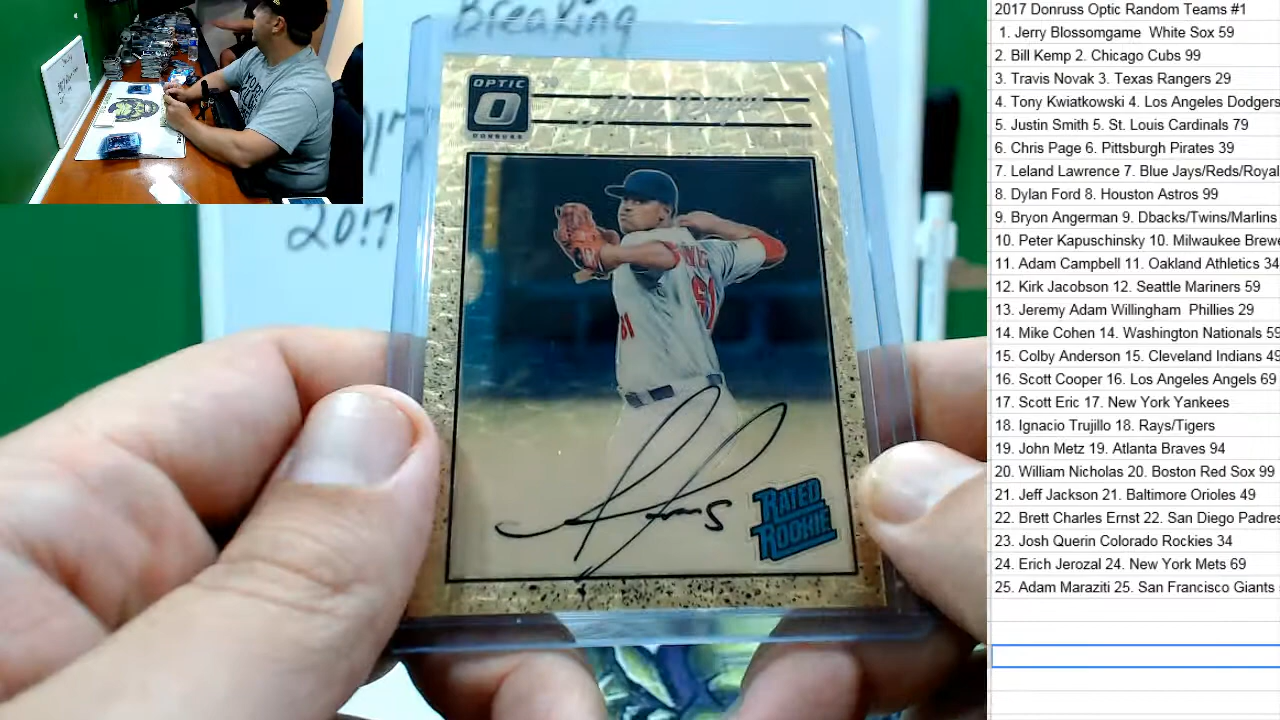 Breaking
2017
OPTIC
DONRUSS
61
RATED
ROOKIE
2017 Donruss Optic Random Teams #1
1. Jerry Blossomgame White Sox 59
2. Bill Kemp 2. Chicago Cubs 99
3. Travis Novak 3. Texas Rangers 29
4. Tony Kwiatkowski 4. Los Angeles Dodgers
5. Justin Smith 5. St. Louis Cardinals 79
6. Chris Page 6. Pittsburgh Pirates 39
7. Leland Lawrence 7. Blue Jays/Reds/Royal
8. Dylan Ford 8. Houston Astros 99
9. Bryon Angerman 9. Dbacks/Twins/Marlins
10. Peter Kapuschinsky 10. Milwaukee Brewe
11. Adam Campbell 11. Oakland Athletics 34
12. Kirk Jacobson 12. Seattle Mariners 59
13. Jeremy Adam Willingham Phillies 29
14. Mike Cohen 14. Washington Nationals 55
15. Colby Anderson 15. Cleveland Indians 49
16. Scott Cooper 16. Los Angeles Angels 69
17. Scott Eric 17. New York Yankees
18. Ignacio Trujillo 18. Rays/Tigers
19. John Metz 19. Atlanta Braves 94
20. William Nicholas 20. Boston Red Sox 99
21. Jeff Jackson 21. Baltimore Orioles 49
22. Brett Charles Ernst 22. San Diego Padres
23. Josh Querin Colorado Rockies 34
24. Erich Jerozal 24. New York Mets 69
25. Adam Maraziti 25. San Francisco Giants